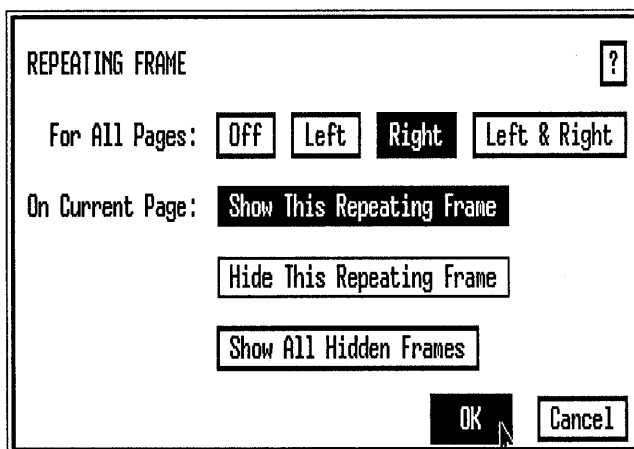 REPEATING FRAME ?
For All Pages: Off Left Right Left & Right
On Current Page: Show This Repeating Frame
Hide This Repeating Frame
Show All Hidden Frames
OK Cancel